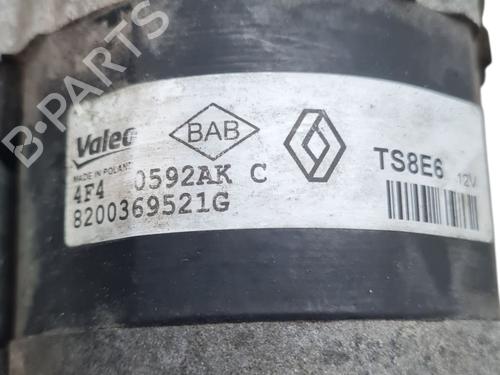 B-PARTS
Valeo
MADE IN POLAND
BAB
TS8E6 12V
4F4 0592AK C
8200369521G